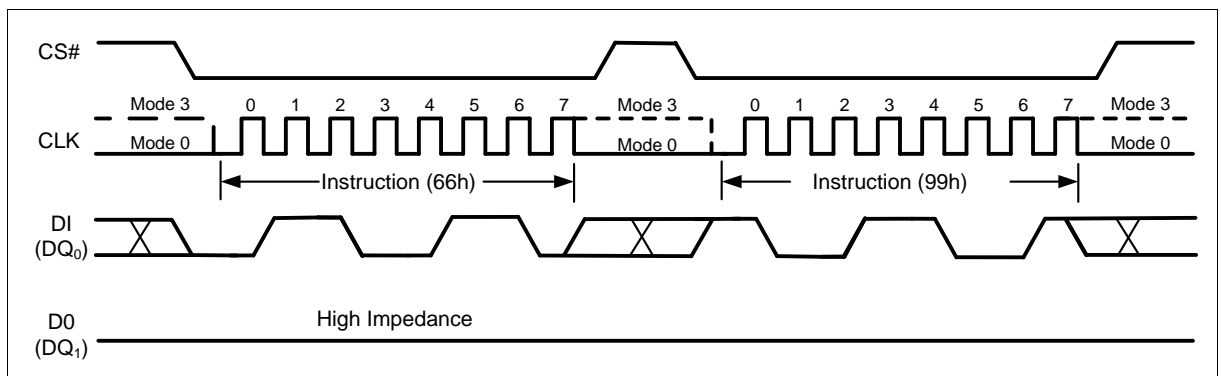 CS#
Mode 3 0 1 2 3 4 5 6 7 Mode 3 0 1 2 3 4 5 6 7 Mode 3
CLK Mode 0 Mode 0 Mode 0
Instruction (66h) Instruction (99h)
DI
(DQ0)
D0 High Impedance
(DQ1)